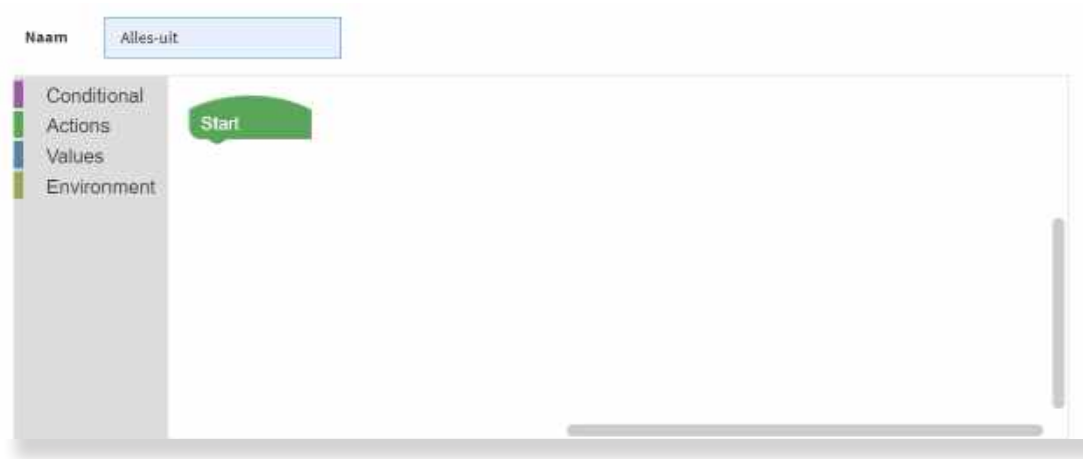 Naam
Alles-uit
Conditional
Actions
Values
Environment
Start